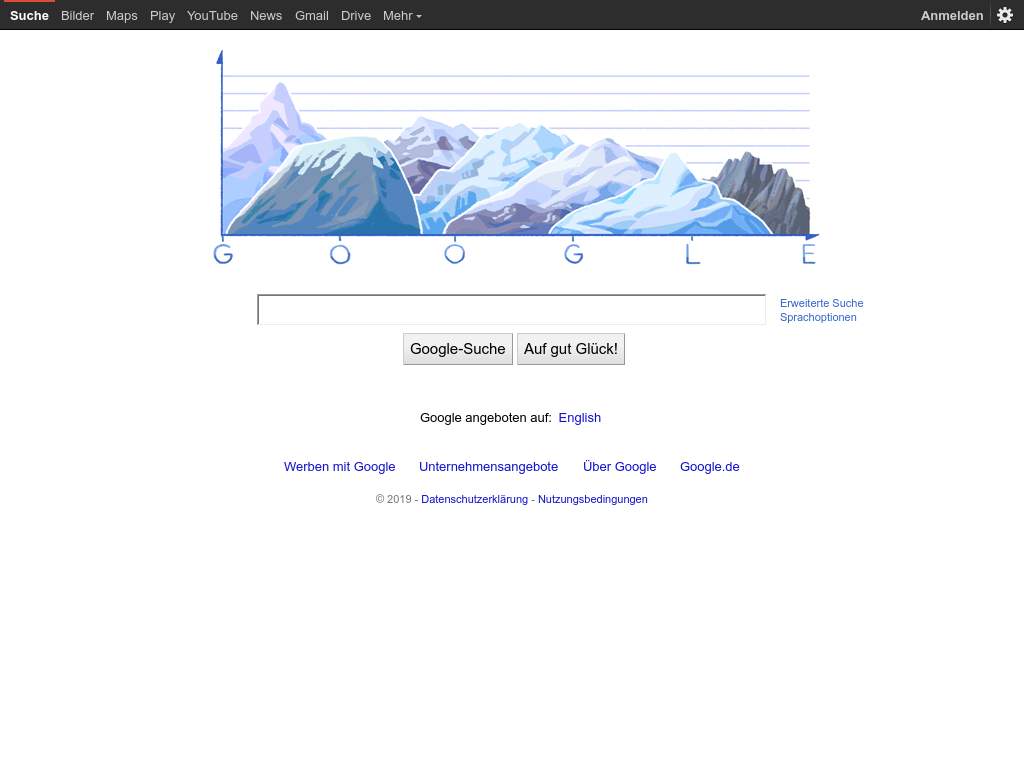 Suche Bilder Maps Play YouTube News Gmail Drive Mehr Anmelden
G O O G L E
Erweiterte Suche
Sprachoptionen
Google-Suche Auf gut Glück!
Google angeboten auf: English
Werben mit Google Unternehmensangebote Über Google Google.de
© 2019 - Datenschutzerklärung - Nutzungsbedingungen